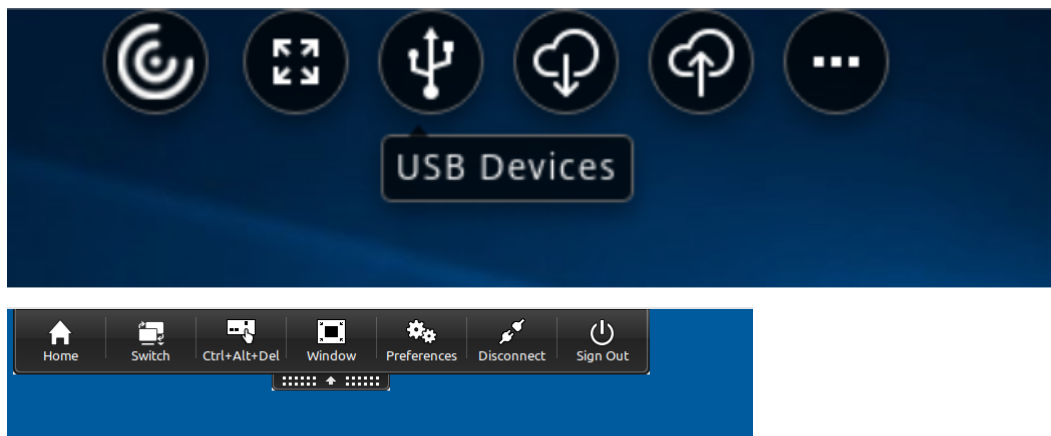 USB Devices
Home Switch Ctrl+Alt+Del Window Preferences Disconnect Sign Out